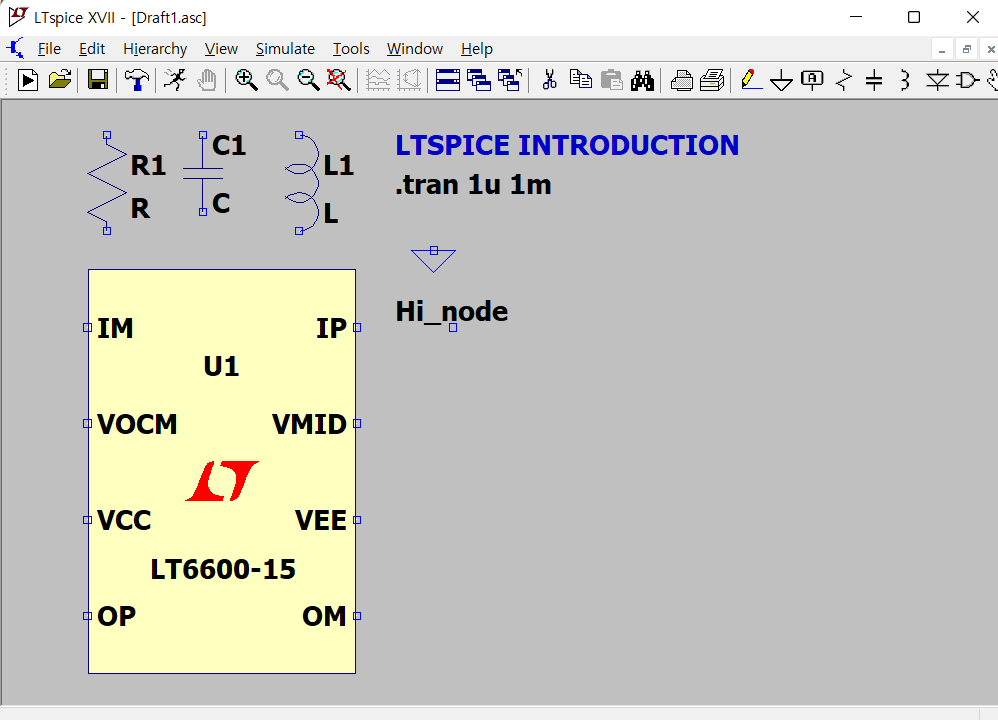 LTspice XVII - [Draft1.asc]
File Edit Hierarchy View Simulate Tools Window Help
R1
R
C1
C
L1
L
LTSPICE INTRODUCTION
.tran 1u 1m
Hi_node
IM IP
U1
VOCM VMID
VCC VEE
LT6600-15
OP OM